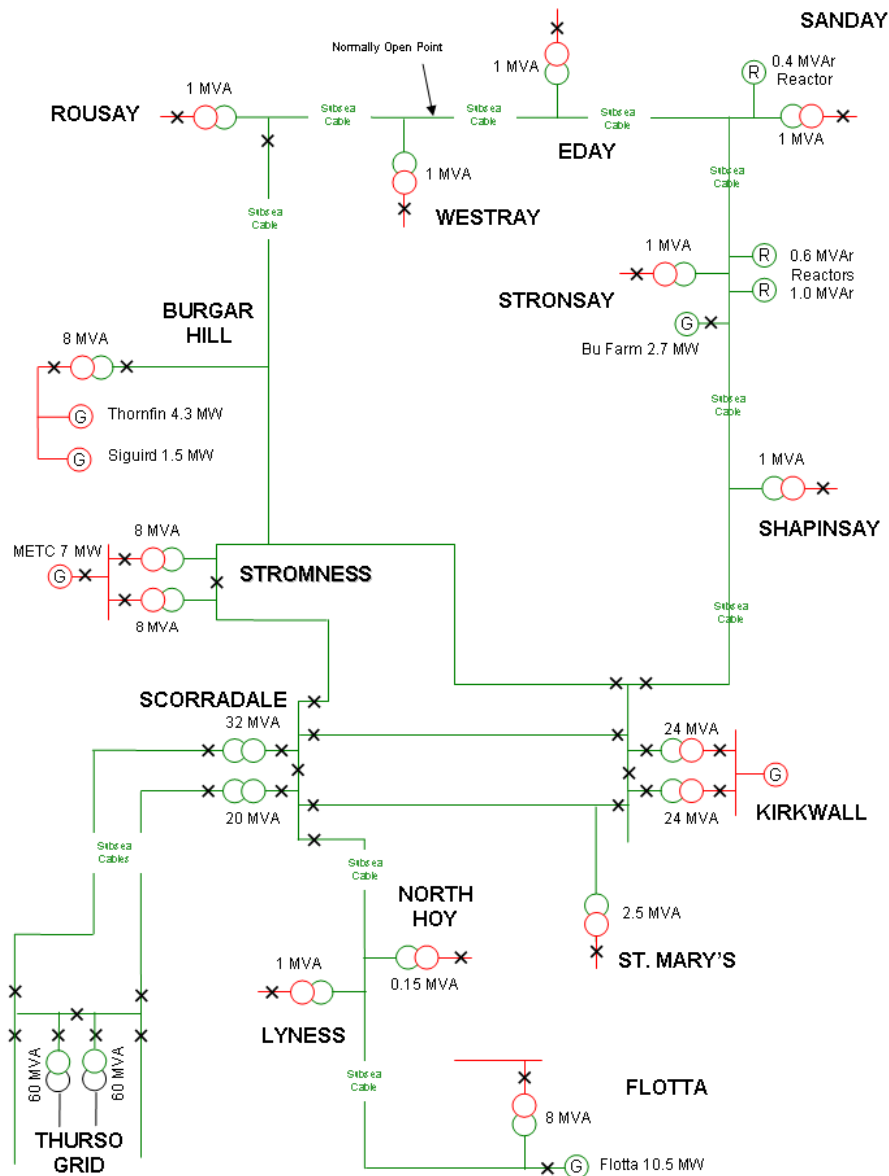 SANDAY
Normally Open Point
0.4 MVAr
Reactor
1 MVA
1 MVA
ROUSAY
Subsea
Cable
Subsea
Cable
Subsea
Cable
EDAY
1 MVA
1 MVA
WESTRAY
Subsea
Cable
Subsea
Cable
1 MVA
0.6 MVAr
Reactors
1.0 MVAr
STRONSAY
R
R
R
G
Bu Farm 2.7 MW
BURGAR
HILL
8 MVA
G
Thornfin 4.3 MW
G
Siguird 1.5 MW
Subsea
Cable
1 MVA
SHAPINSAY
8 MVA
METC 7 MW
G
STROMNESS
8 MVA
Subsea
Cable
SCORRADALE
32 MVA
20 MVA
24 MVA
G
24 MVA
KIRKWALL
Subsea
Cables
Subsea
Cable
NORTH
HOY
2.5 MVA
ST. MARY'S
1 MVA
0.15 MVA
LYNESS
60 MVA
60 MVA
THURSO
GRID
Subsea
Cable
FLOTTA
8 MVA
G
Flotta 10.5 MW